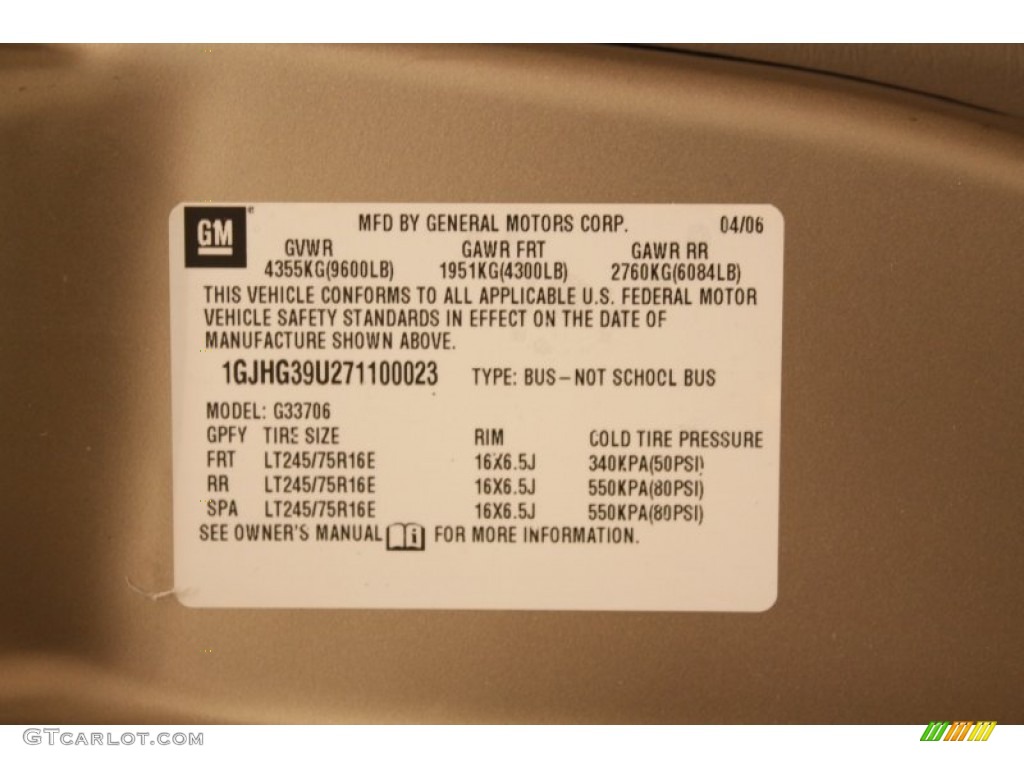 GM
MFD BY GENERAL MOTORS CORP. 04/06
GVWR GAWR FRT GAWR RR
4355KG(9600LB) 1951KG(4300LB) 2760KG(6084LB)
THIS VEHICLE CONFORMS TO ALL APPLICABLE U.S. FEDERAL MOTOR
VEHICLE SAFETY STANDARDS IN EFFECT ON THE DATE OF
MANUFACTURE SHOWN ABOVE.
1GJHG39U271100023 TYPE: BUS-NOT SCHOOL BUS
MODEL: G33706
GPFY TIRE SIZE RIM COLD TIRE PRESSURE
FRT LT245/75R16E 16X6.5J 340KPA(50PSI)
RR LT245/75R16E 16X6.5J 550KPA(80PSI)
SPA LT245/75R16E 16X6.5J 550KPA(80PSI)
SEE OWNER'S MANUAL i FOR MORE INFORMATION.
GTCARLOT.COM